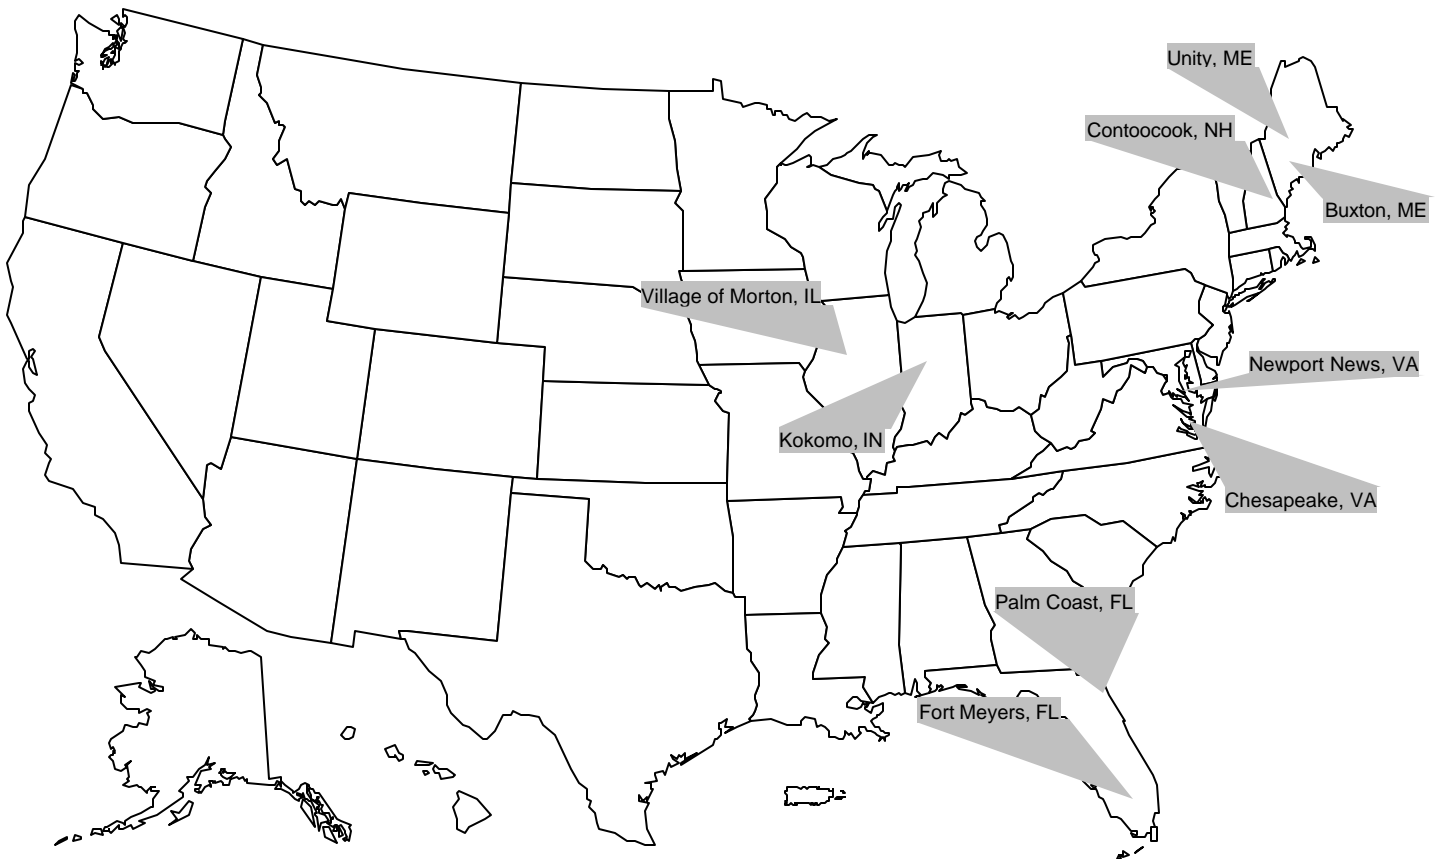 Unity, ME
Contoocook, NH
Buxton, ME
Village of Morton, IL
Newport News, VA
Kokomo, IN
Chesapeake, VA
Palm Coast, FL
Fort Meyers, FL